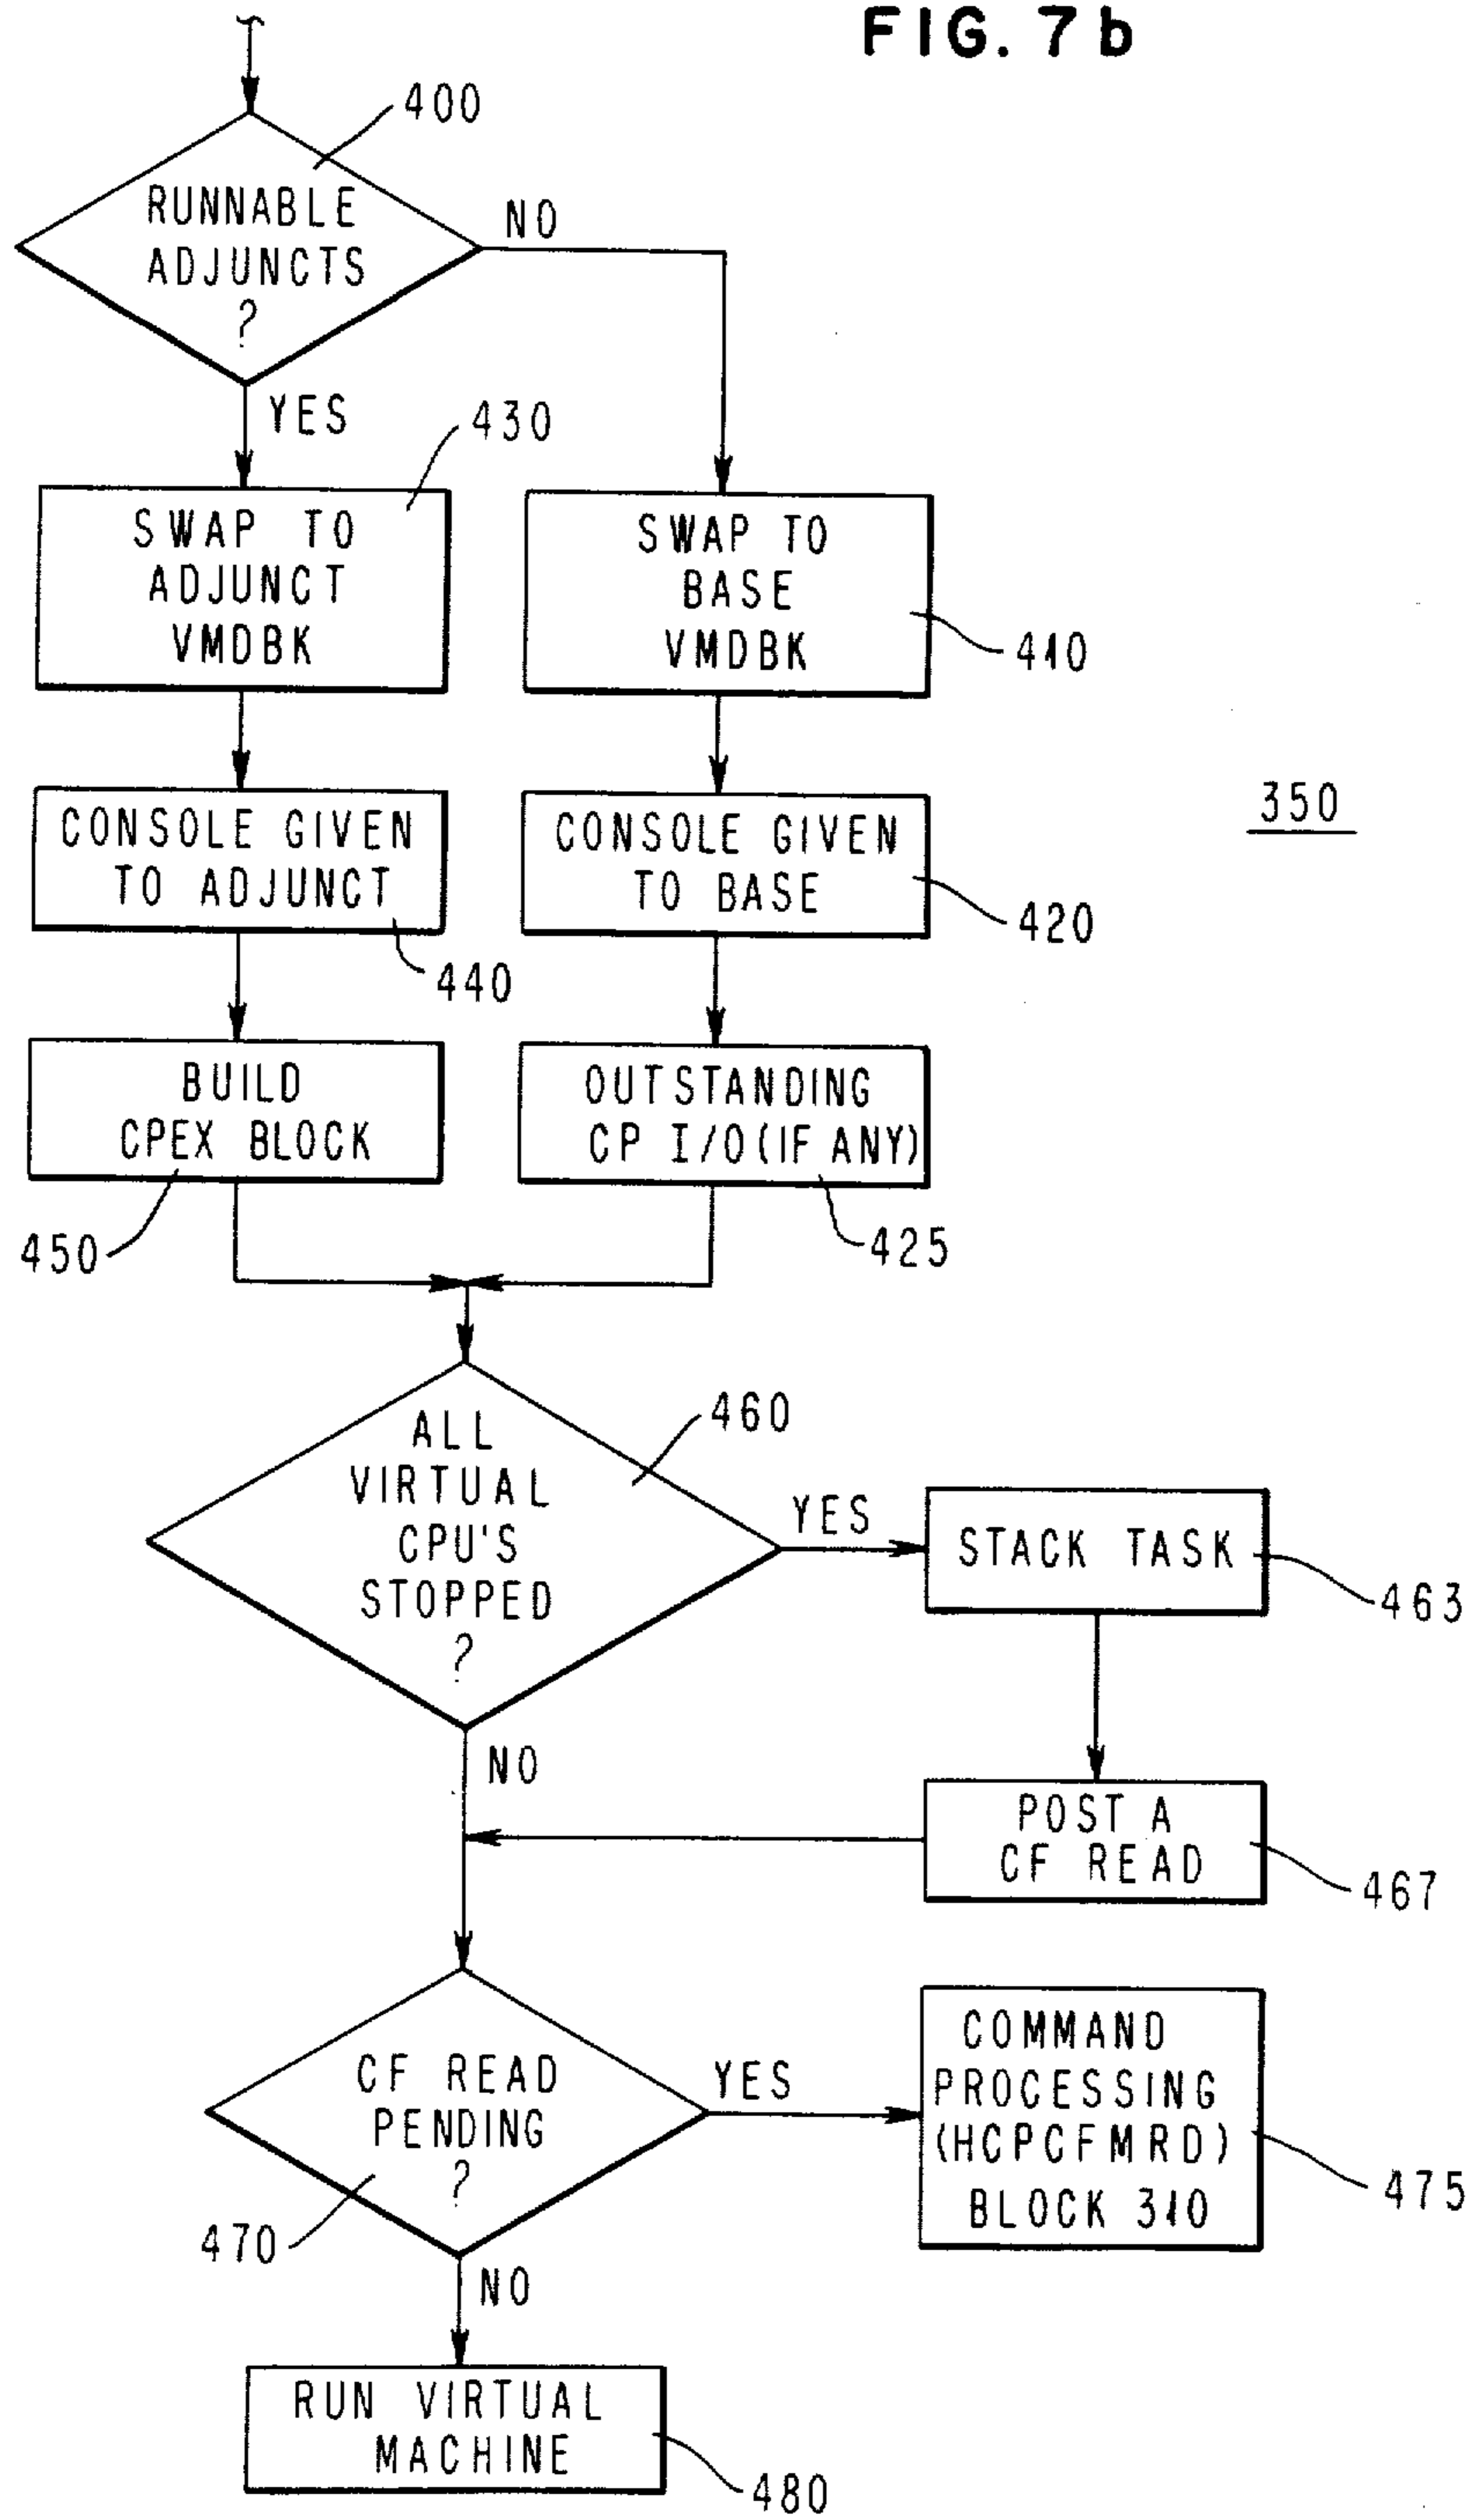 FIG. 7b
400
RUNNABLE
ADJUNCTS
?
NO
YES
430
SWAP TO
ADJUNCT
VMDBK
SWAP TO
BASE
VMDBK
410
350
CONSOLE GIVEN
TO ADJUNCT
CONSOLE GIVEN
TO BASE
420
440
BUILD
CPEX BLOCK
OUTSTANDING
CP I/O(IF ANY)
450
425
460
ALL
VIRTUAL
CPU'S
STOPPED
?
YES
STACK TASK
463
NO
POST A
CF READ
467
CF READ
PENDING
?
YES
COMMAND
PROCESSING
(HCPCFMRD)
BLOCK 310
475
470
NO
RUN VIRTUAL
MACHINE
480